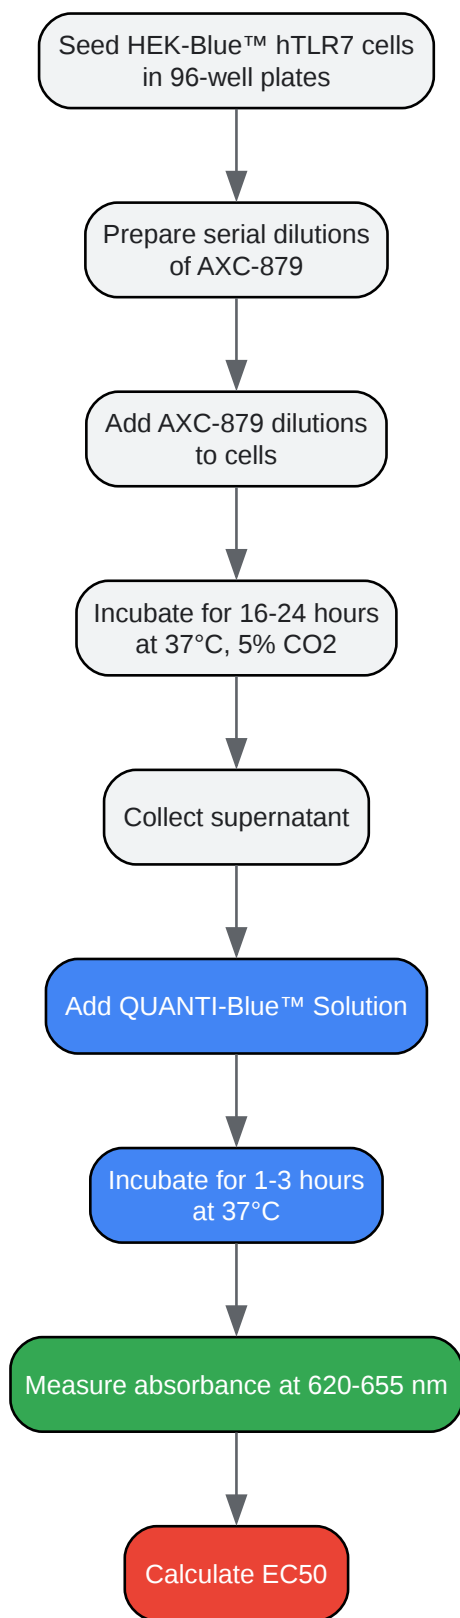 Seed HEK-Blue™ hTLR7 cells
in 96-well plates
Prepare serial dilutions
of AXC-879
Add AXC-879 dilutions
to cells
Incubate for 16-24 hours
at 37°C, 5% CO2
Collect supernatant
Add QUANTI-Blue™ Solution
Incubate for 1-3 hours
at 37°C
Measure absorbance at 620-655 nm
Calculate EC50